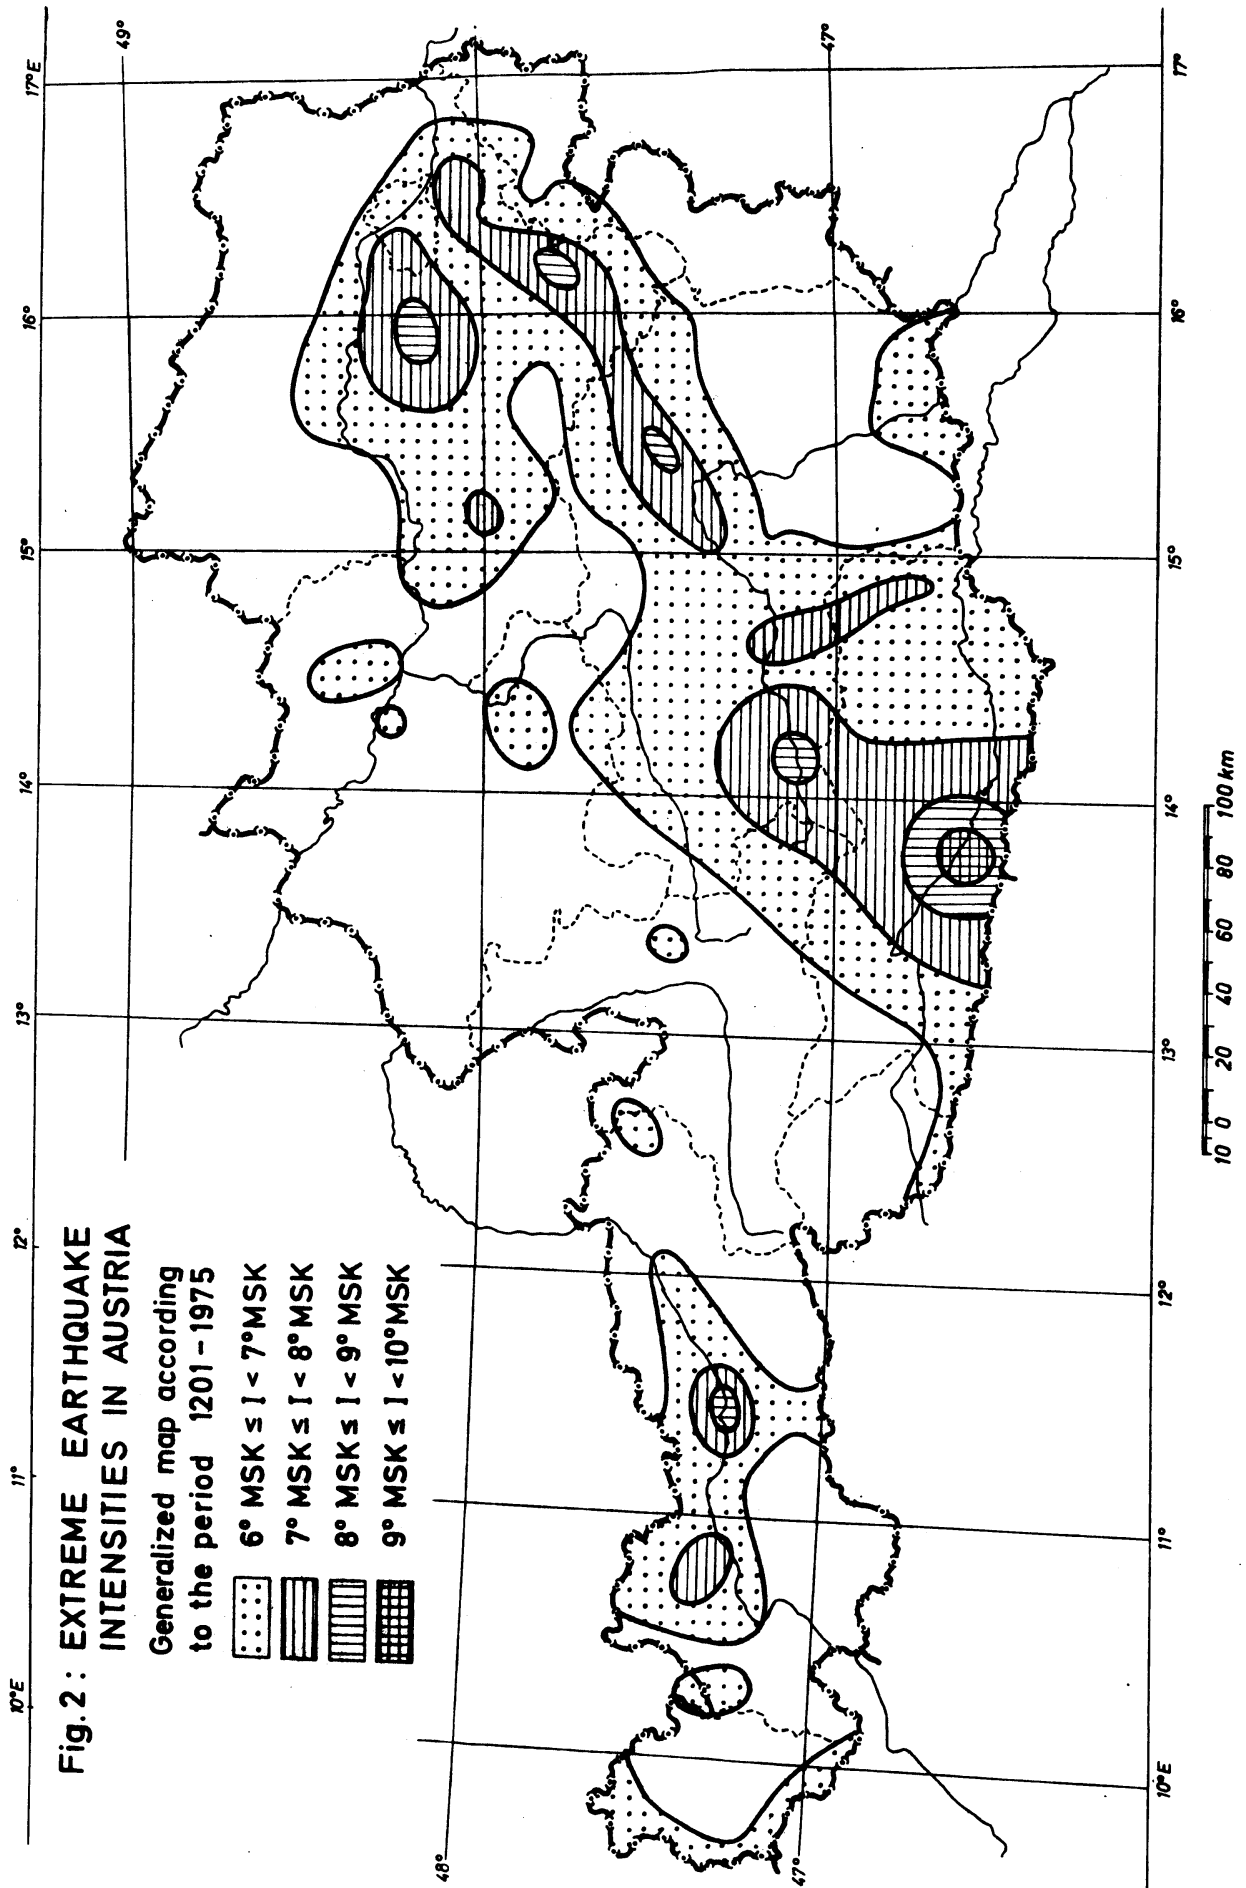 Fig.2 : EXTREME EARTHQUAKE
INTENSITIES IN AUSTRIA
Generalized map according
to the period 1201-1975
6° MSK ≤ I < 7°MSK
7° MSK ≤ I < 8°MSK
8° MSK ≤ I < 9°MSK
9° MSK ≤ I < 10°MSK
10°E
11°
12°
13°
14°
15°
16°
17°E
49°
48°
47°
47°
10°E
11°
12°
13°
14°
15°
16°
17°
10 0 20 40 60 80 100 km